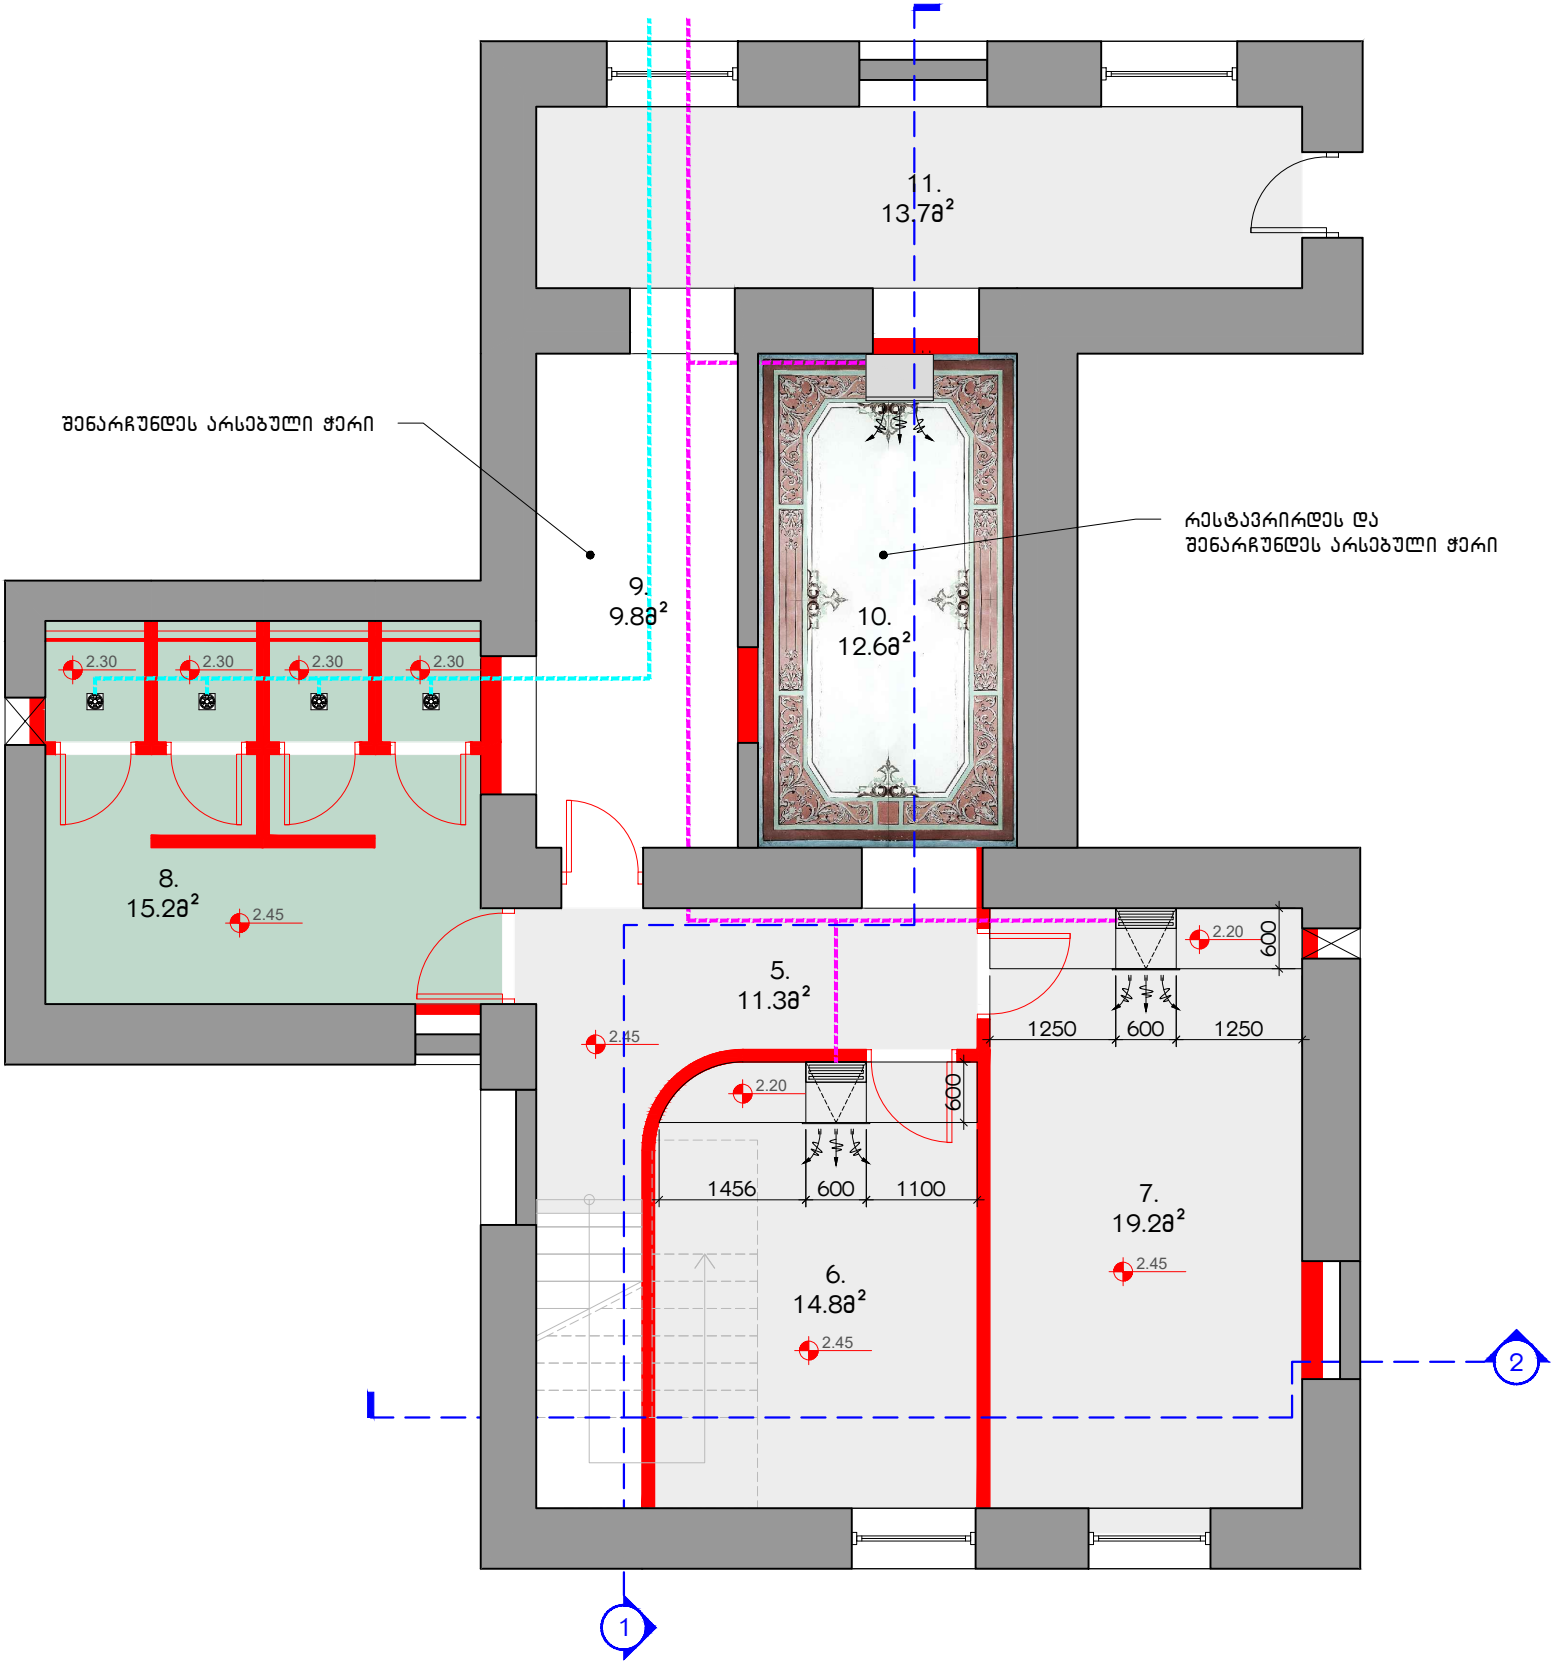 11.
13.7მ²
შენარჩუნდეს არსებული ჭერი
რესტავრირდეს და
შენარჩუნდეს არსებული ჭერი
9.
9.8მ²
10.
12.6მ²
2.30
2.30
2.30
2.30
8.
15.2მ²
2.45
5.
11.3მ²
2.45
2.20
600
1250
600
1250
2.20
600
1456
600
1100
7.
19.2მ²
2.45
6.
14.8მ²
2.45
2
1